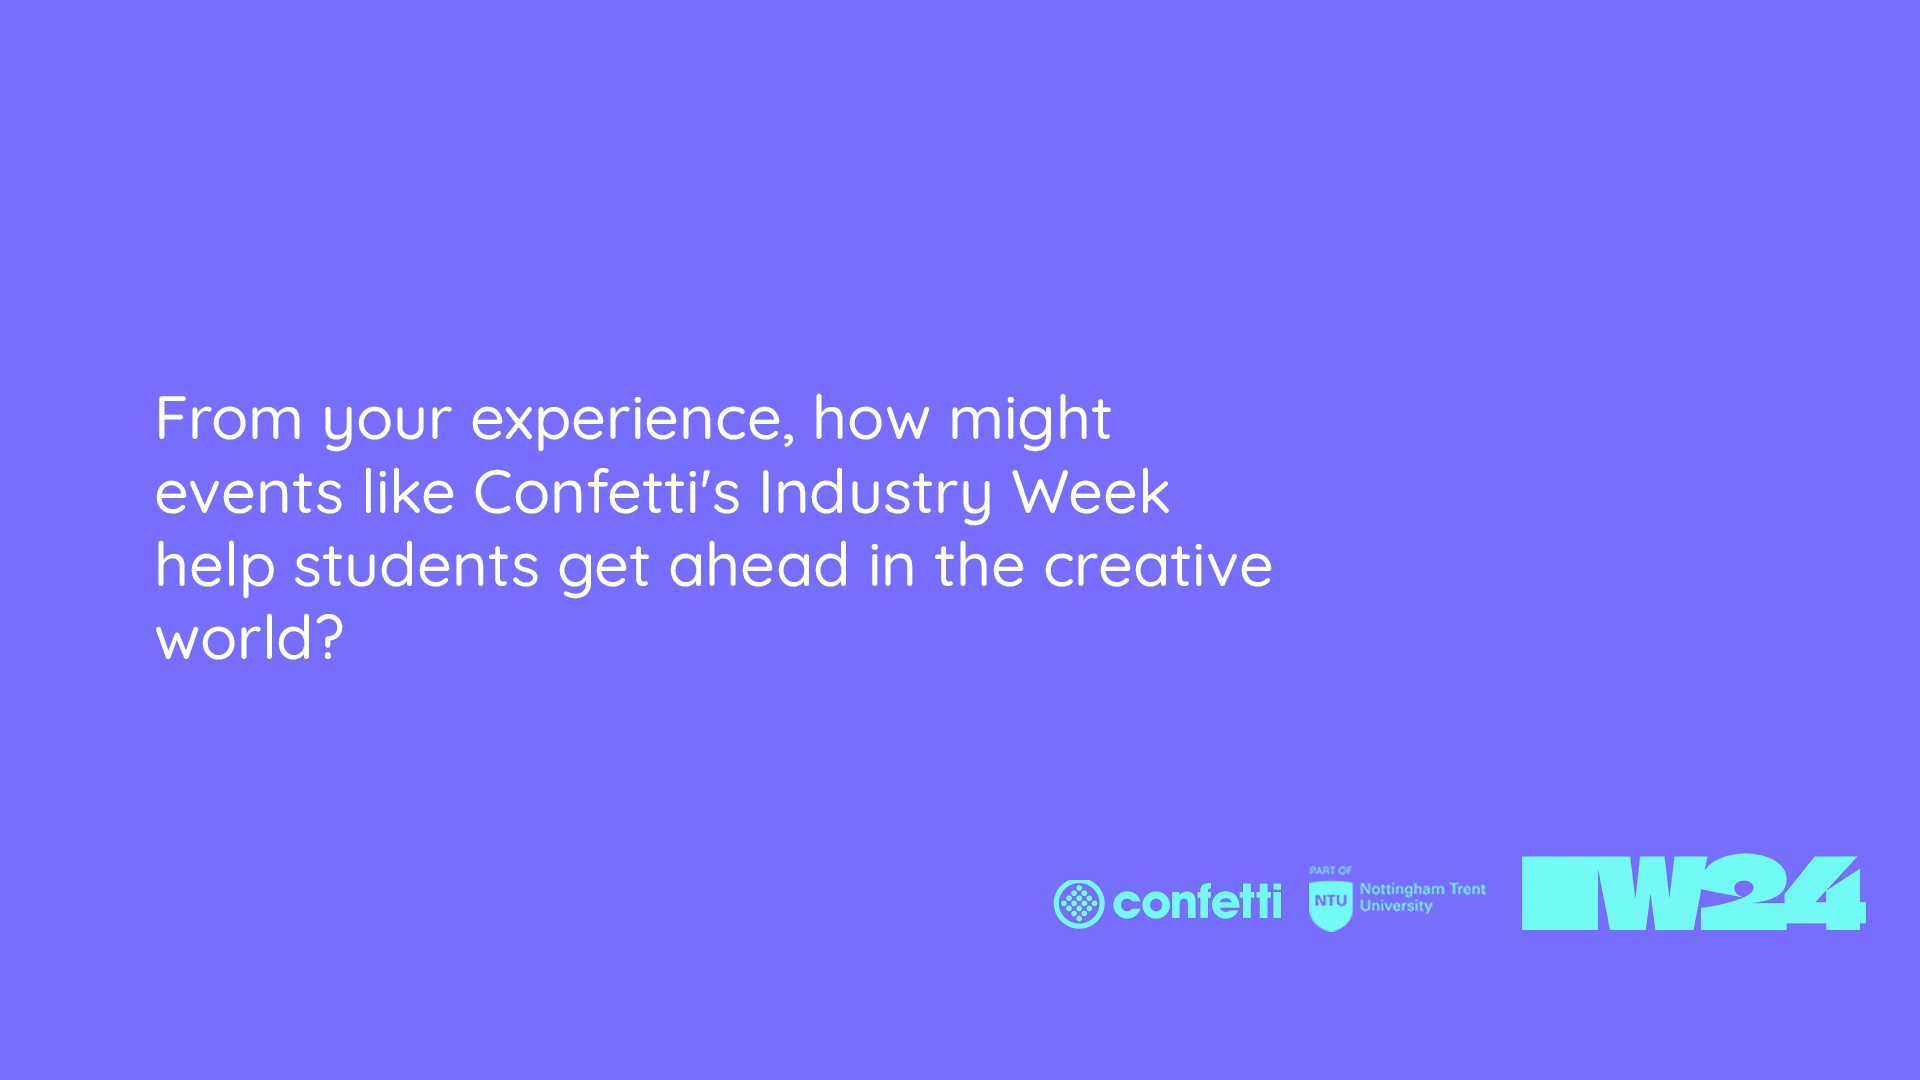 From your experience, how might
events like Confetti's Industry Week
help students get ahead in the creative
world?
confetti
PART OF
NTU
Nottingham Trent
University
IW24